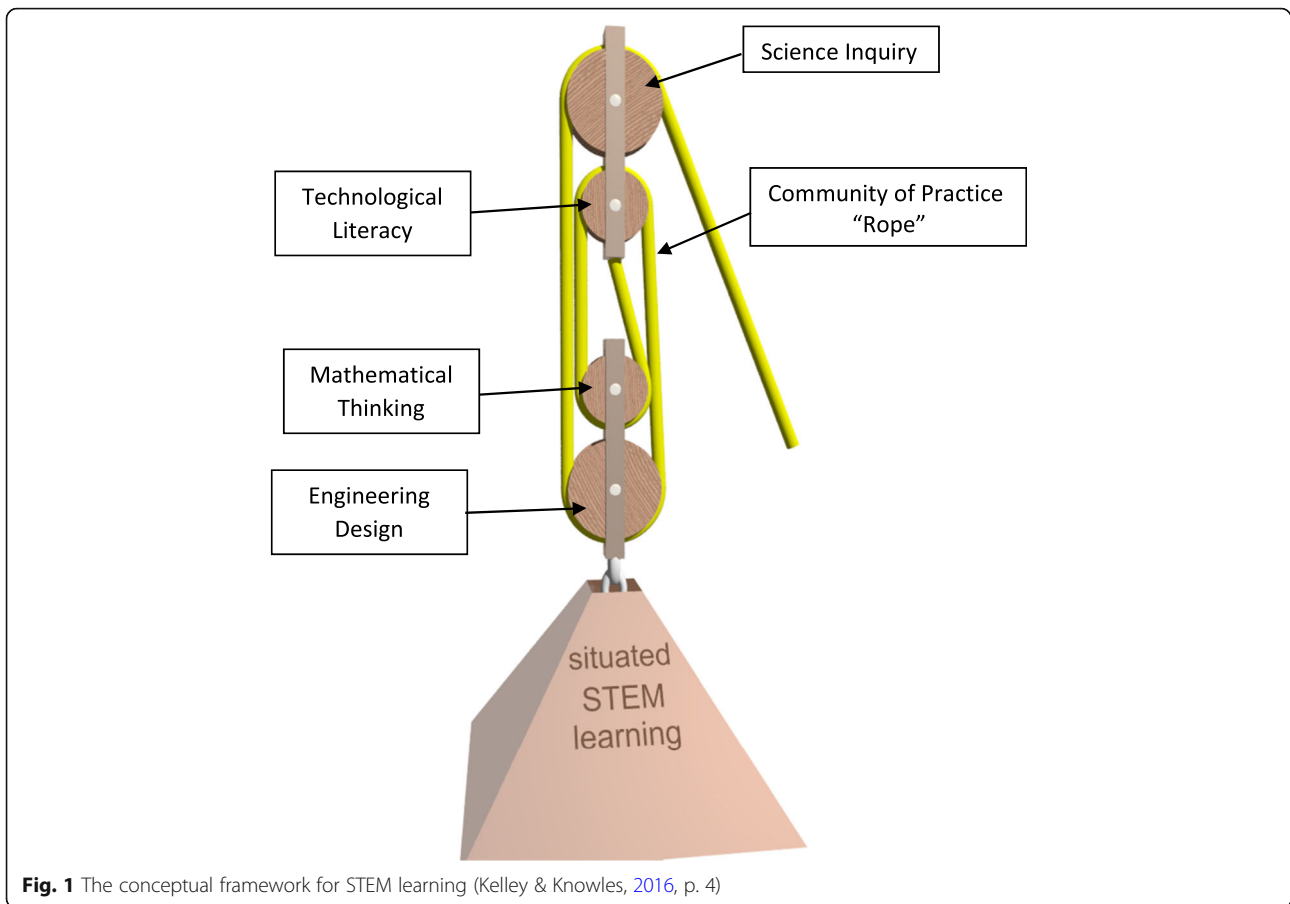 Science Inquiry
Technological
Literacy
Community of Practice
“Rope”
Mathematical
Thinking
Engineering
Design
situated
STEM
learning
Fig. 1 The conceptual framework for STEM learning (Kelley & Knowles, 2016, p. 4)